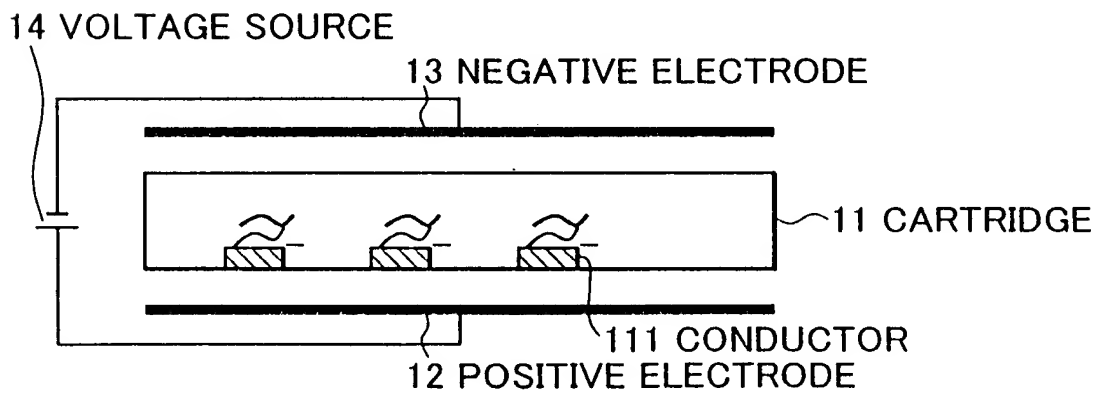 14 VOLTAGE SOURCE
13 NEGATIVE ELECTRODE
11 CARTRIDGE
111 CONDUCTOR
12 POSITIVE ELECTRODE